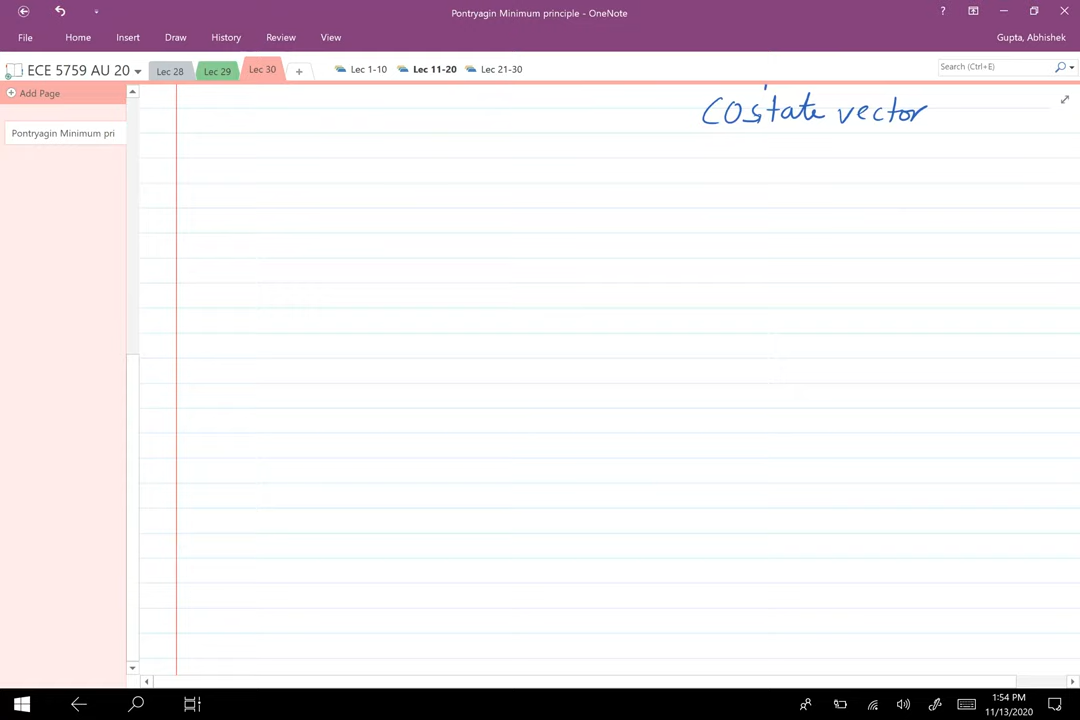 Pontryagin Minimum principle - OneNote
?
File Home Insert Draw History Review View
Gupta, Abhishek
ECE 5759 AU 20
Lec 28
Lec 29
Lec 30
+
Lec 1-10
Lec 11-20
Lec 21-30
Search (Ctrl+E)
Add Page
Pontryagin Minimum pri
Costate vector
1:54 PM
11/13/2020